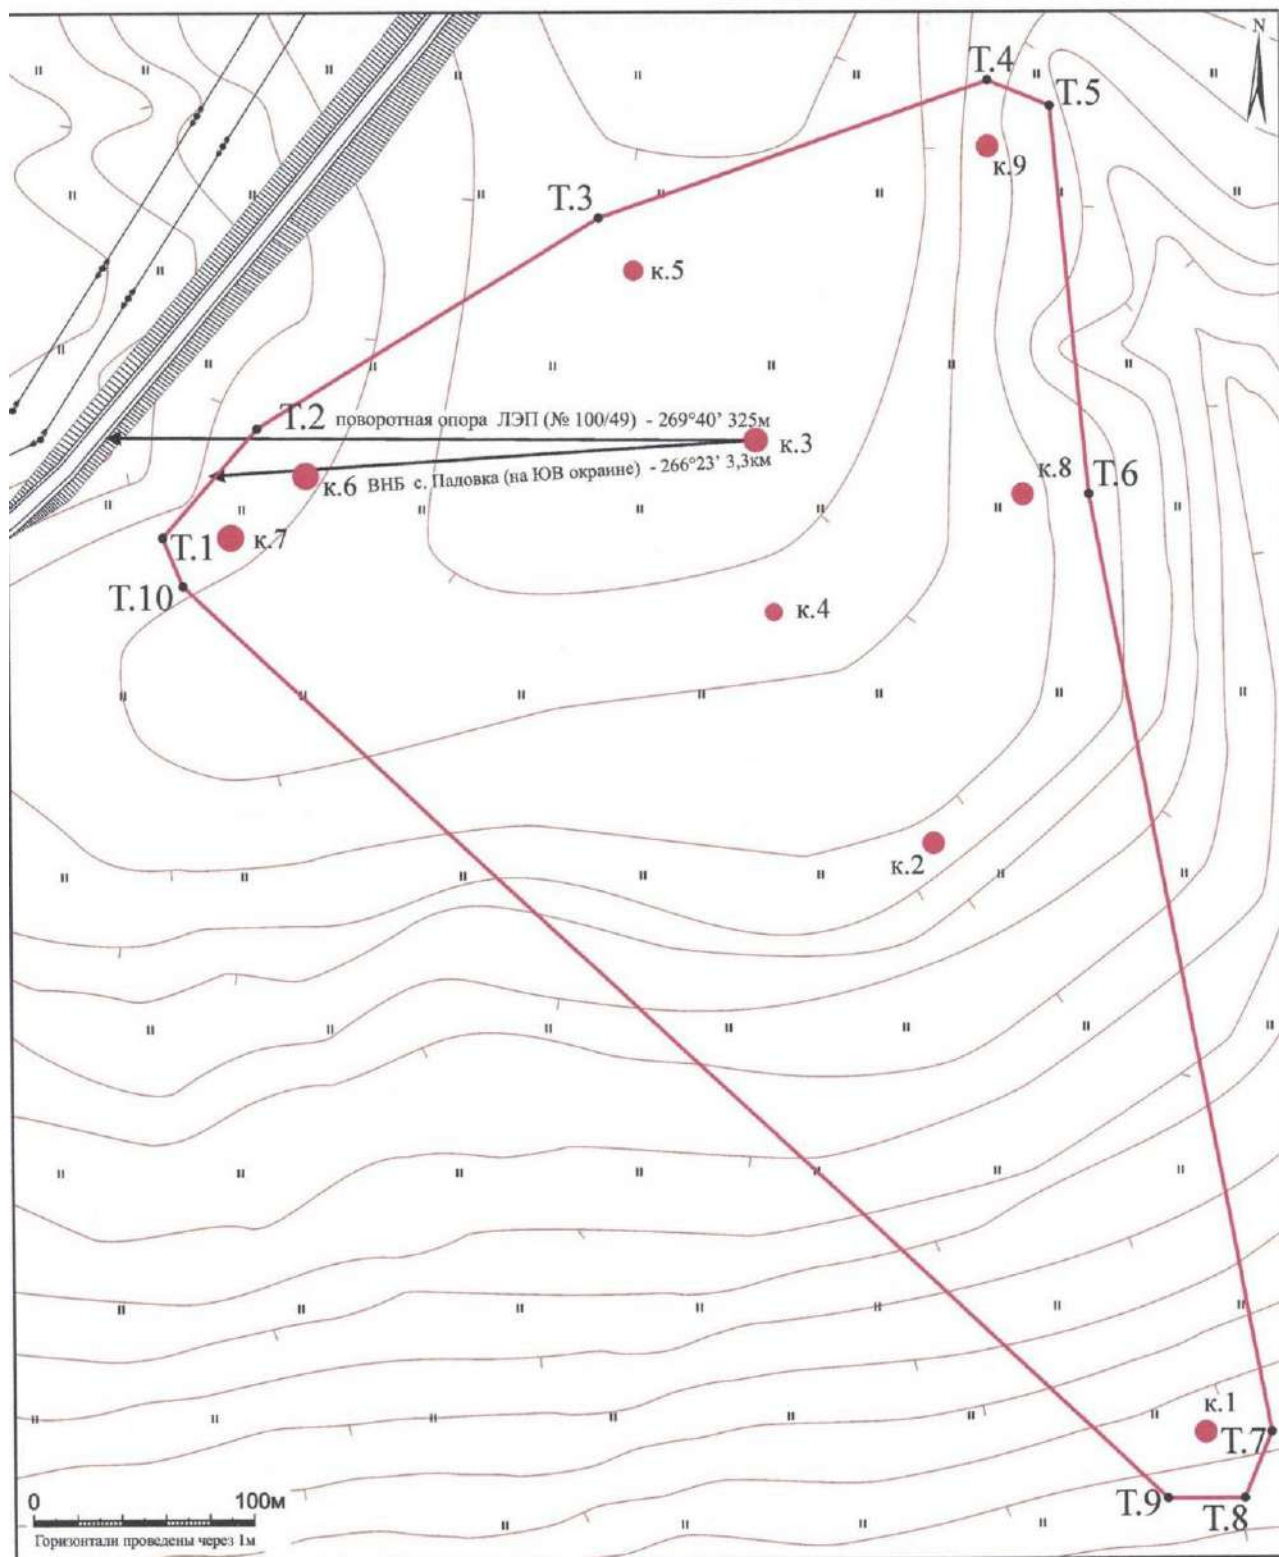 N
Т.4
Т.5
к.9
Т.3
к.5
Т.2
поворотная опора ЛЭП (№ 100/49) - 269°40' 325м
к.3
к.6
ВНБ с. Паловка (на ЮВ окраине) - 266°23' 3,3км
к.8
Т.6
Т.1
к.7
Т.10
к.4
к.2
к.1
Т.7
Т.9
Т.8
0 100м
Горизонтали проведены через 1м